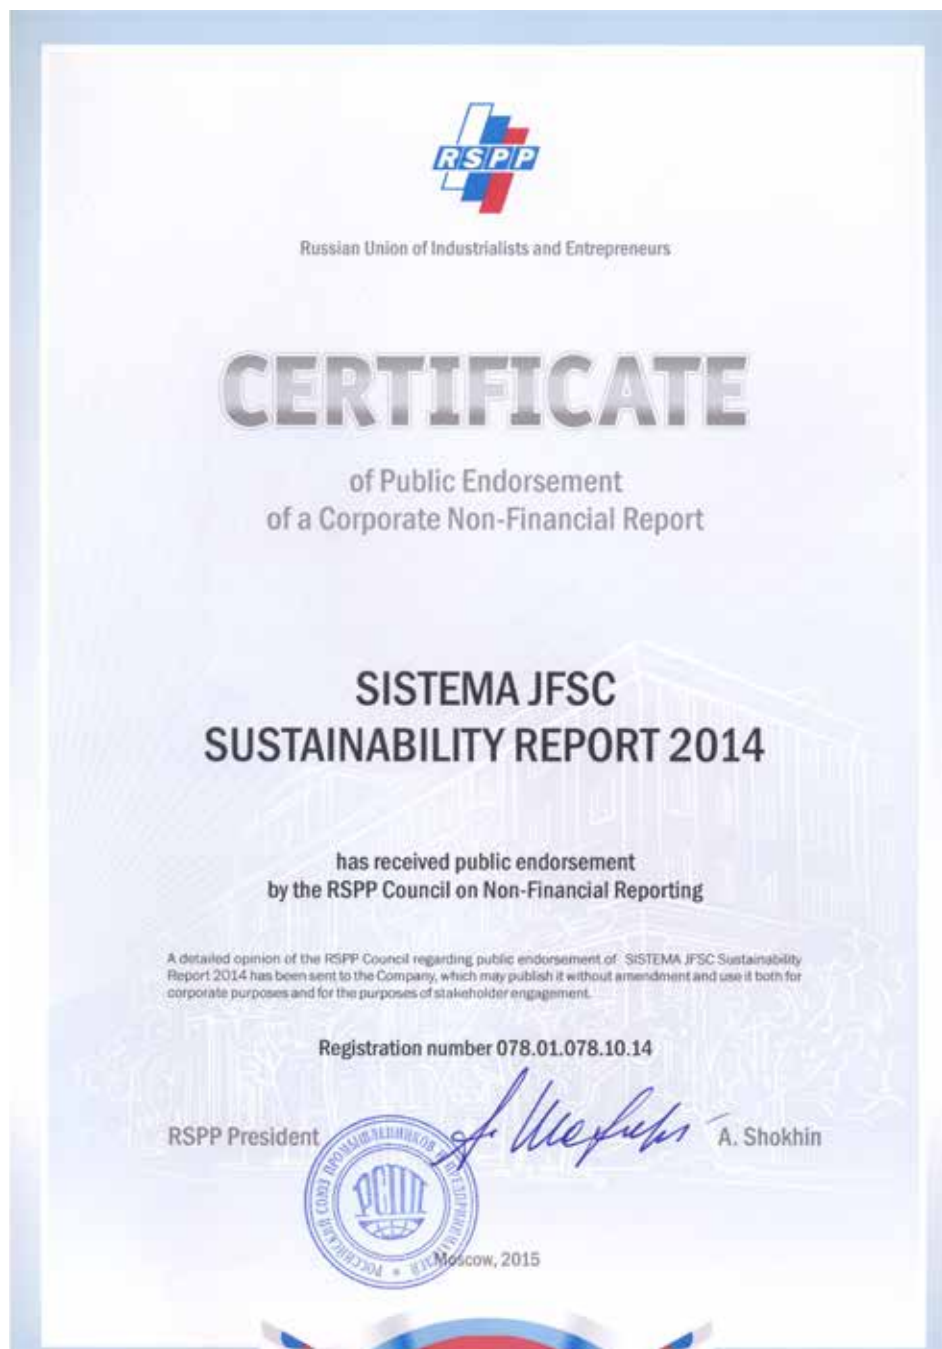 RSPP
Russian Union of Industrialists and Entrepreneurs
CERTIFICATE
of Public Endorsement
of a Corporate Non-Financial Report
SISTEMA JFSC
SUSTAINABILITY REPORT 2014
has received public endorsement
by the RSPP Council on Non-Financial Reporting
A detailed opinion of the RSPP Council regarding public endorsement of SISTEMA JFSC Sustainability
Report 2014 has been sent to the Company, which may publish it without amendment and use it both for
corporate purposes and for the purposes of stakeholder engagement.
Registration number 078.01.078.10.14
RSPP President
A. Shokhin
РОССИЙСКИЙ СОЮЗ ПРОМЫШЛЕННИКОВ И ПРЕДПРИНИМАТЕЛЕЙ
РСПП
Moscow, 2015